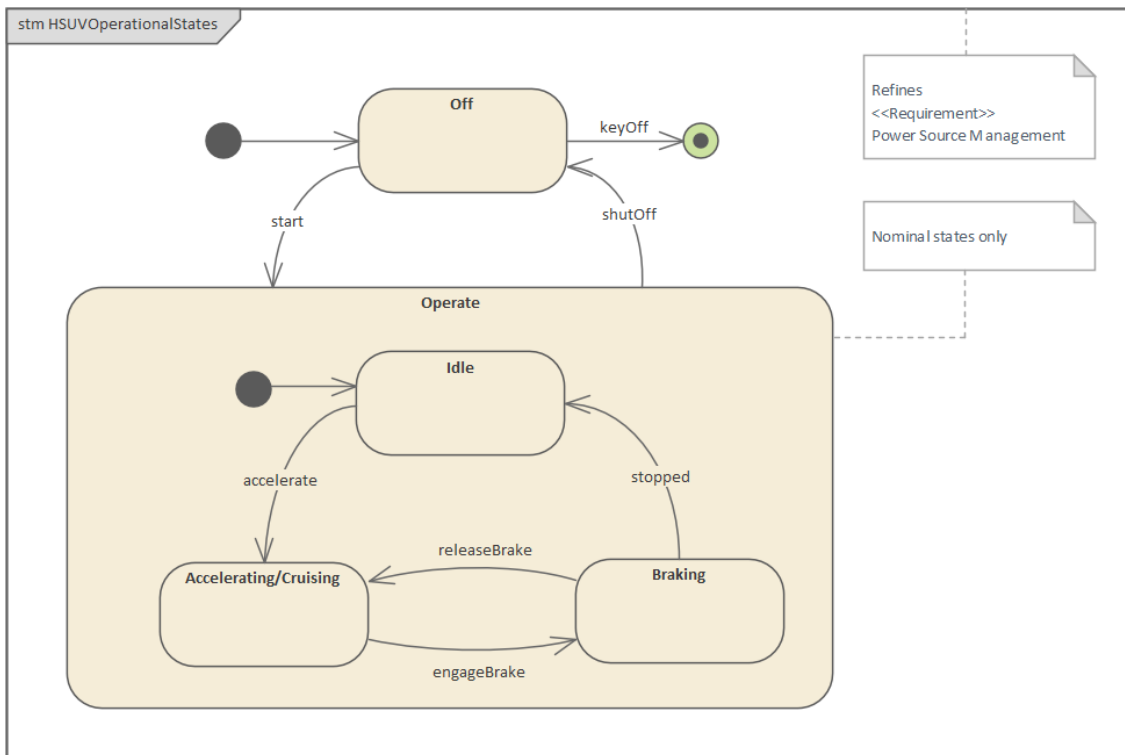 stm HSUVOperationalStates
Off
keyOff
Refines
<<Requirement>>
Power Source Management
start
shutOff
Nominal states only
Operate
Idle
accelerate
stopped
releaseBrake
Accelerating/Cruising
Braking
engageBrake